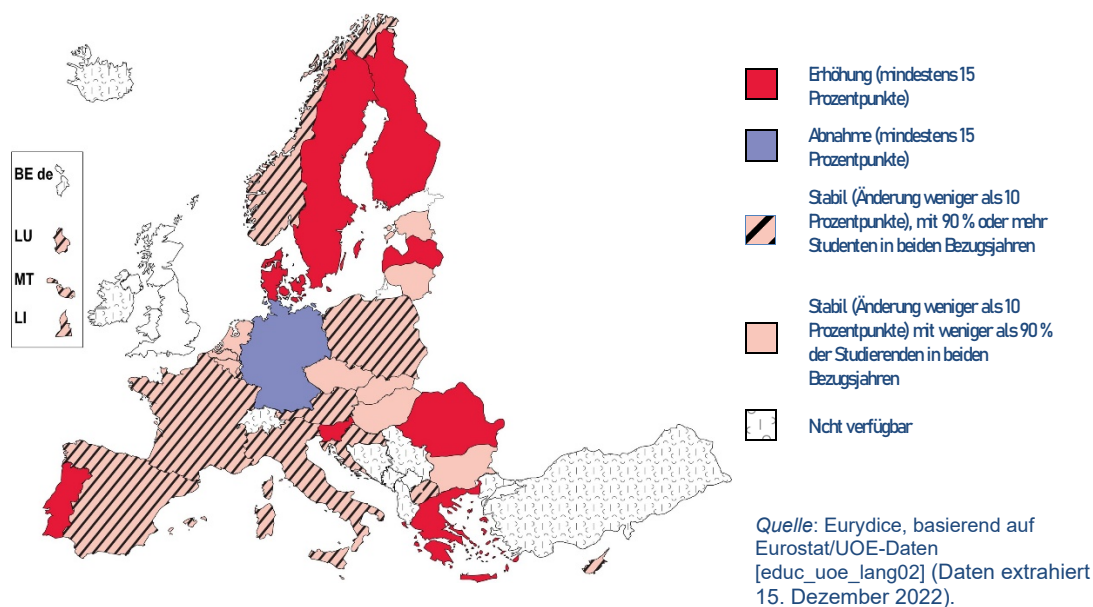 BE de
LU
MT
LI
Erhöhung (mindestens 15
Prozentpunkte)
Abnahme (mindestens 15
Prozentpunkte)
Stabil (Änderung weniger als 10
Prozentpunkte), mit 90 % oder mehr
Studenten in beiden Bezugsjahren
Stabil (Änderung weniger als 10
Prozentpunkte) mit weniger als 90 %
der Studierenden in beiden
Bezugsjahren
Ncht verfügbar
Quelle: Eurydice, basierend auf
Eurostat/UOE-Daten
[educ_uoe_lang02] (Daten extrahiert
15. Dezember 2022).